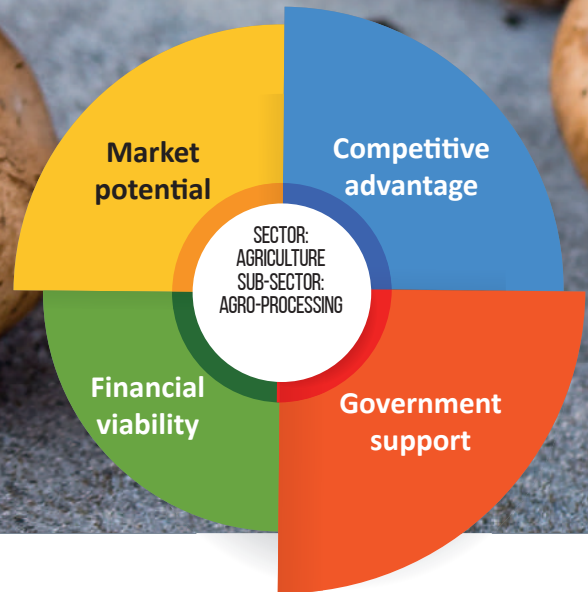 Market
potential
Competitive
advantage
SECTOR:
AGRICULTURE
SUB-SECTOR:
AGRO-PROCESSING
Financial
viability
Government
support